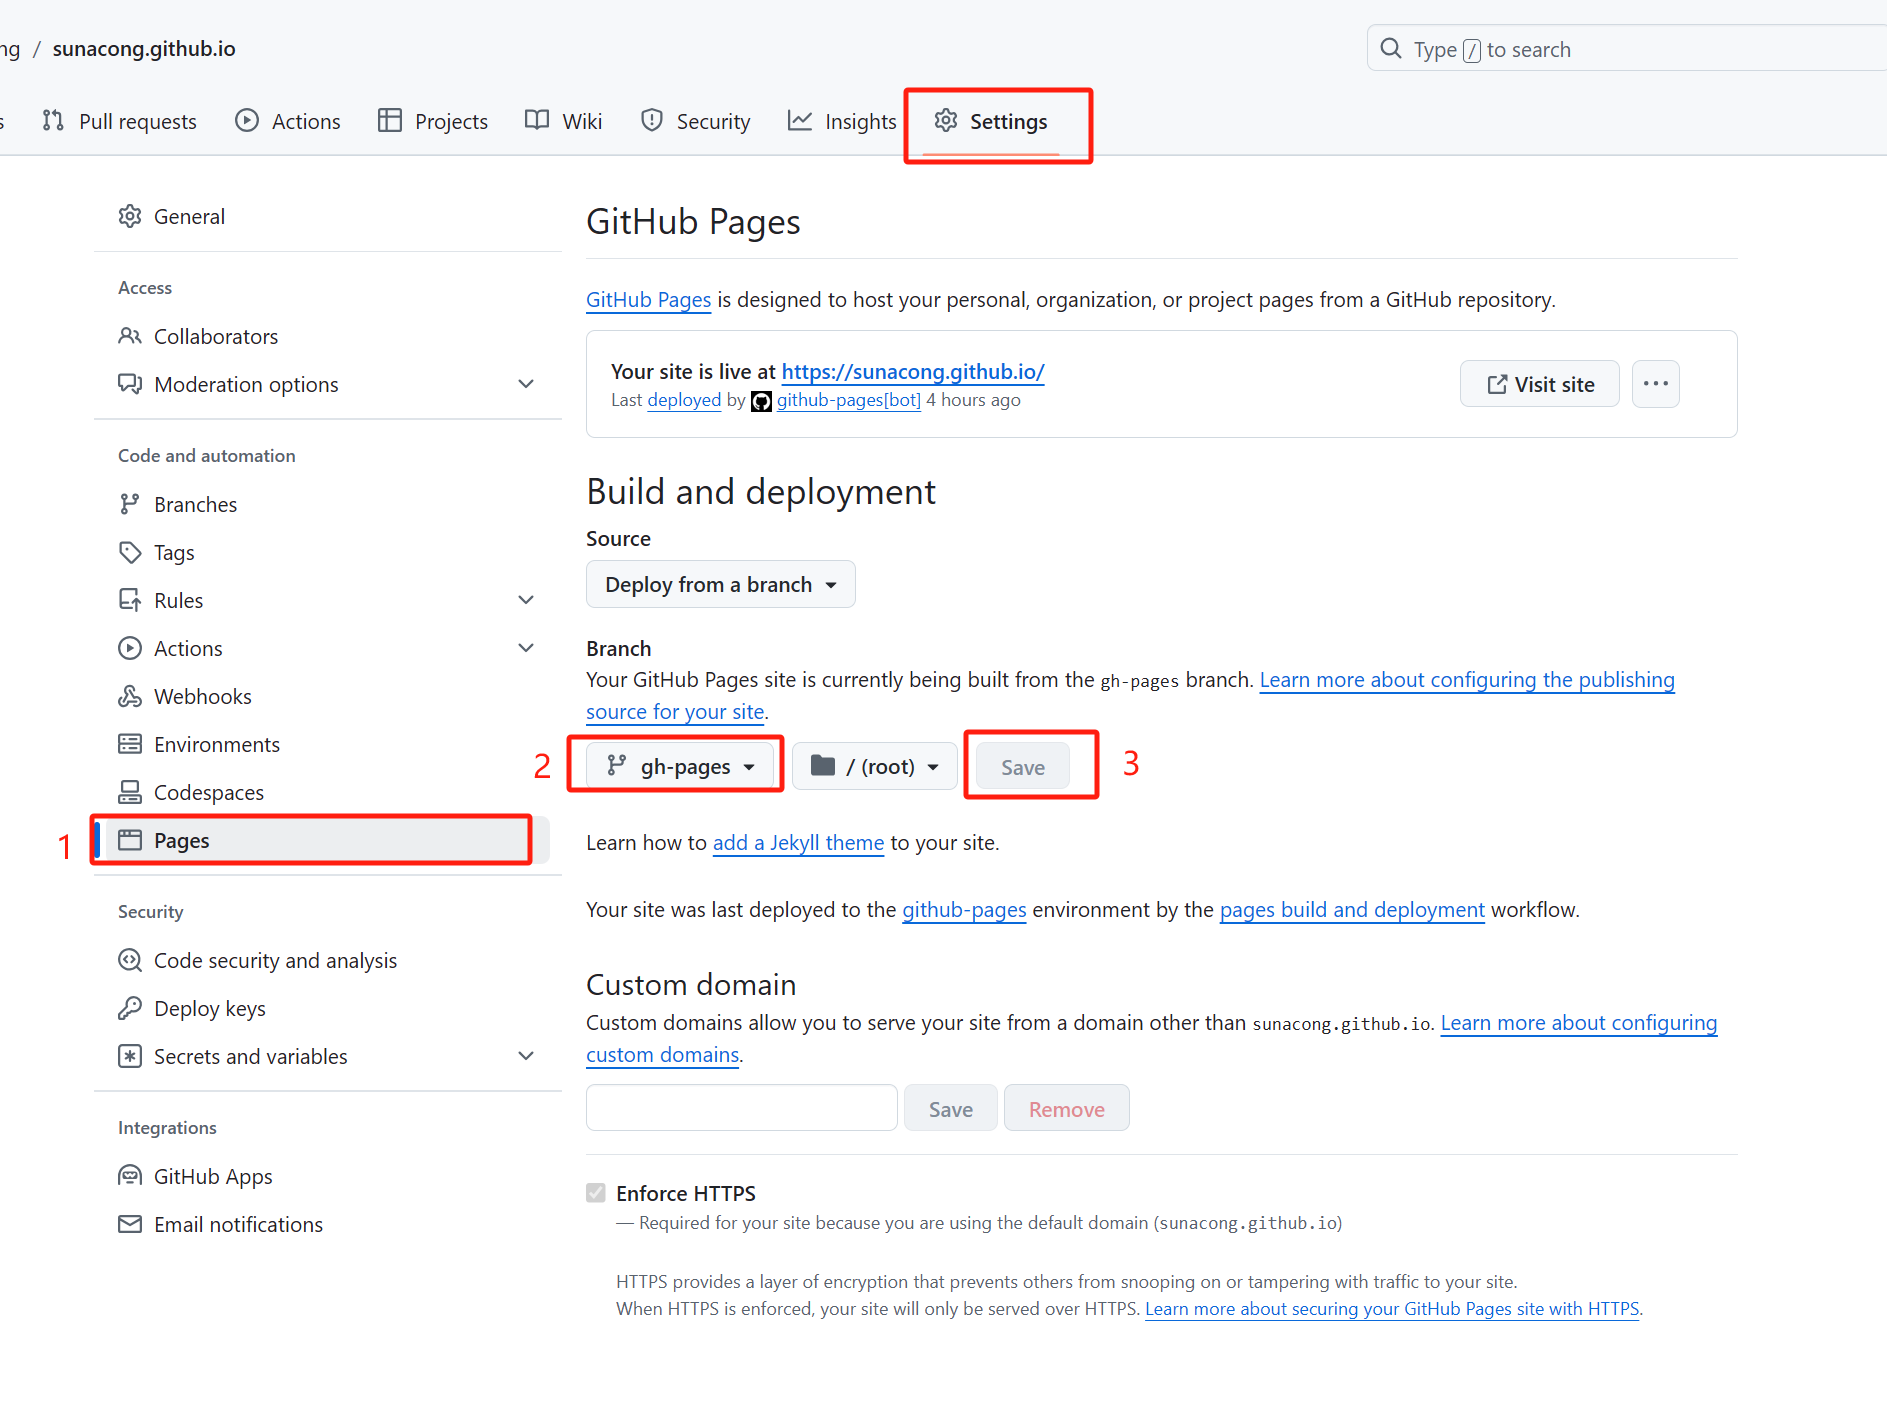 ng / sunacong.github.io
Type / to search
s Pull requests Actions Projects Wiki Security Insights Settings
General
Access
Collaborators
Moderation options
Code and automation
Branches
Tags
Rules
Actions
Webhooks
Environments
Codespaces
1 Pages
Security
Code security and analysis
Deploy keys
Secrets and variables
Integrations
GitHub Apps
Email notifications
GitHub Pages
GitHub Pages is designed to host your personal, organization, or project pages from a GitHub repository.
Your site is live at https://sunacong.github.io/
Last deployed by github-pages[bot] 4 hours ago
Visit site
Build and deployment
Source
Deploy from a branch
Branch
Your GitHub Pages site is currently being built from the gh-pages branch. Learn more about configuring the publishing
source for your site.
2 gh-pages / (root) Save 3
Learn how to add a Jekyll theme to your site.
Your site was last deployed to the github-pages environment by the pages build and deployment workflow.
Custom domain
Custom domains allow you to serve your site from a domain other than sunacong.github.io. Learn more about configuring
custom domains.
Save Remove
Enforce HTTPS
— Required for your site because you are using the default domain (sunacong.github.io)
HTTPS provides a layer of encryption that prevents others from snooping on or tampering with traffic to your site.
When HTTPS is enforced, your site will only be served over HTTPS. Learn more about securing your GitHub Pages site with HTTPS.